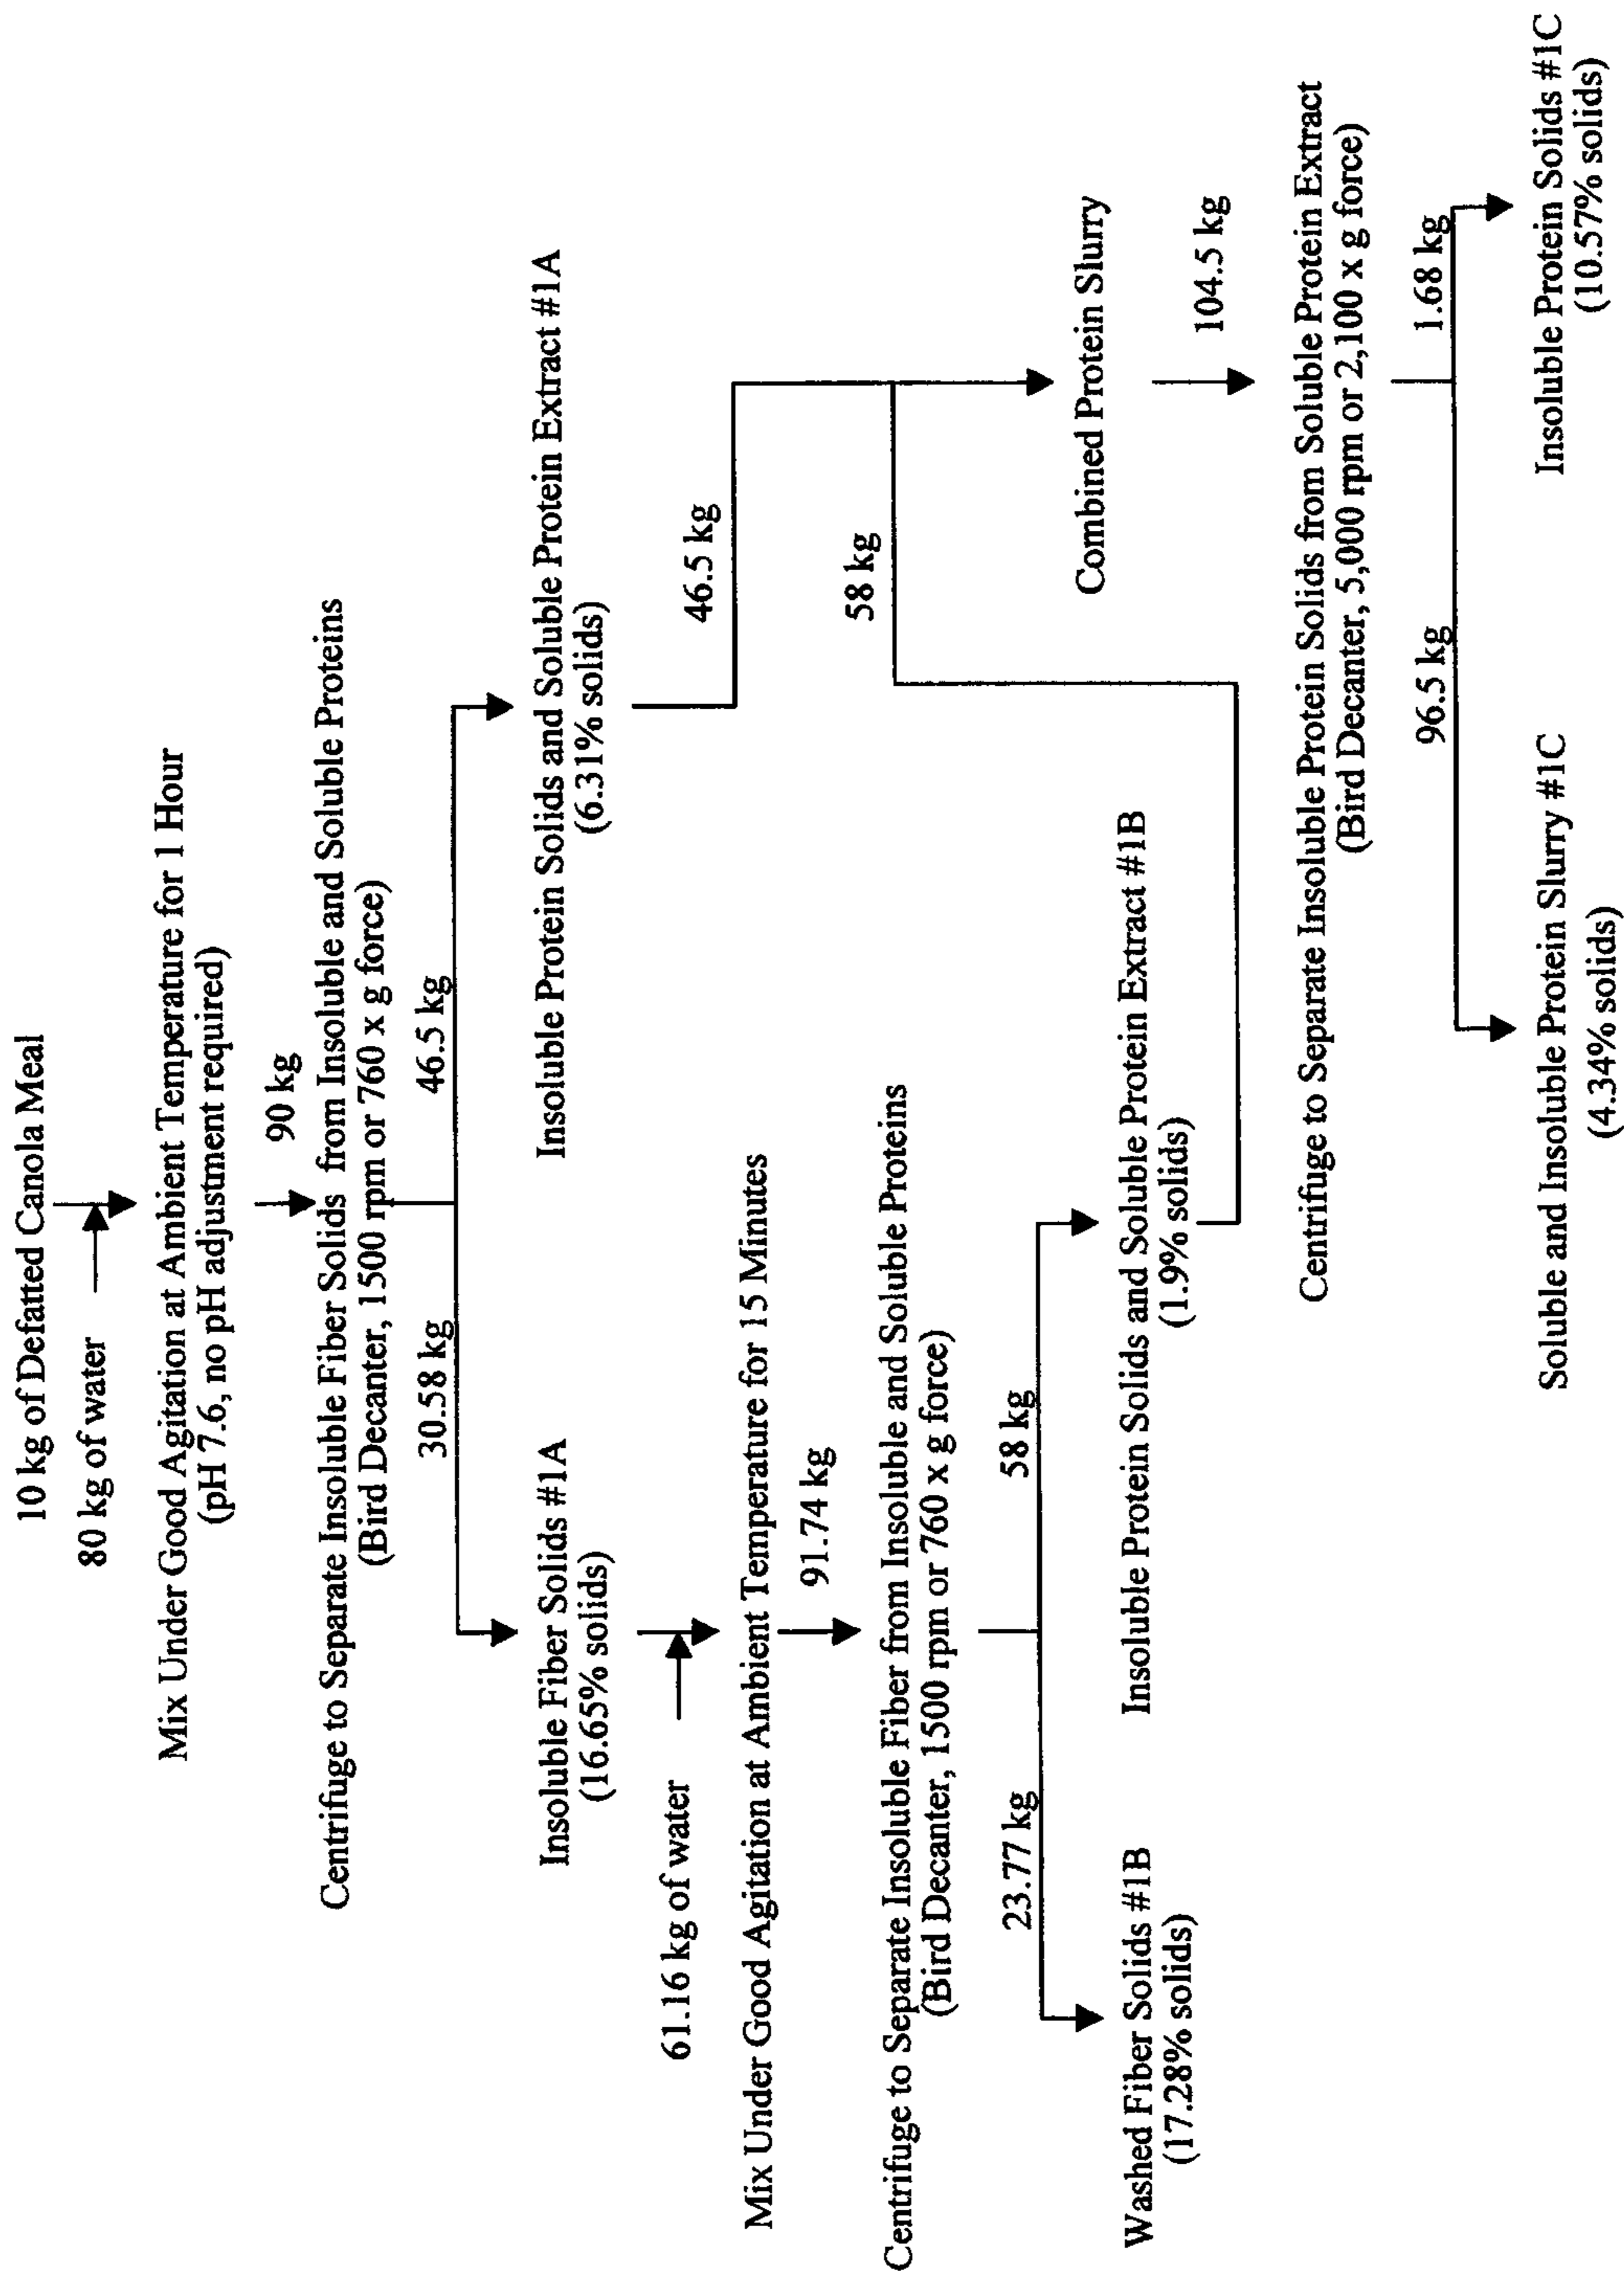 10 kg of Defatted Canola Meal
80 kg of water
Mix Under Good Agitation at Ambient Temperature for 1 Hour
(pH 7.6, no pH adjustment required)
90 kg
Centrifuge to Separate Insoluble Fiber Solids from Insoluble and Soluble Proteins
(Bird Decanter, 1500 rpm or 760 x g force)
30.58 kg
46.5 kg
Insoluble Fiber Solids #1A
(16.65% solids)
Insoluble Protein Solids and Soluble Protein Extract #1A
(6.31% solids)
61.16 kg of water
46.5 kg
Mix Under Good Agitation at Ambient Temperature for 15 Minutes
91.74 kg
58 kg
Centrifuge to Separate Insoluble Fiber from Insoluble and Soluble Proteins
(Bird Decanter, 1500 rpm or 760 x g force)
23.77 kg
58 kg
Combined Protein Slurry
Washed Fiber Solids #1B
(17.28% solids)
Insoluble Protein Solids and Soluble Protein Extract #1B
(1.9% solids)
104.5 kg
Centrifuge to Separate Insoluble Protein Solids from Soluble Protein Extract
(Bird Decanter, 5,000 rpm or 2,100 x g force)
96.5 kg
1.68 kg
Soluble and Insoluble Protein Slurry #1C
(4.34% solids)
Insoluble Protein Solids #1C
(10.57% solids)